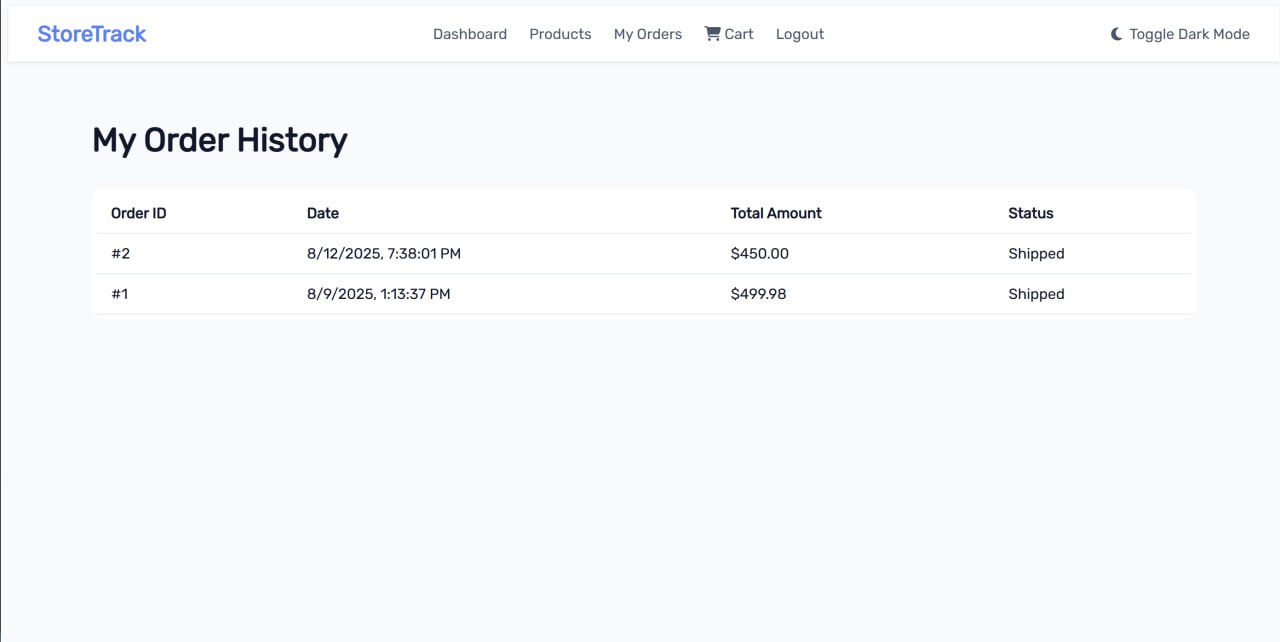 StoreTrack Dashboard Products My Orders Cart Logout Toggle Dark Mode
My Order History
Order ID Date Total Amount Status
#2 8/12/2025, 7:38:01 PM $450.00 Shipped
#1 8/9/2025, 1:13:37 PM $499.98 Shipped